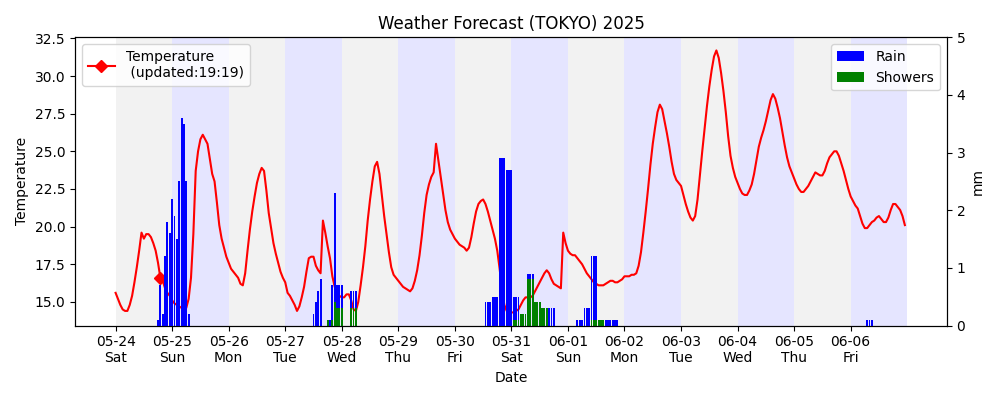 Weather Forecast (TOKYO) 2025
Temperature
(updated:19:19)
Rain
Showers
32.5
30.0
27.5
25.0
22.5
20.0
17.5
15.0
Temperature
5
4
3
2
1
0
mm
05-24 05-25 05-26 05-27 05-28 05-29 05-30 05-31 06-01 06-02 06-03 06-04 06-05 06-06
Sat Sun Mon Tue Wed Thu Fri Sat Sun Mon Tue Wed Thu Fri
Date